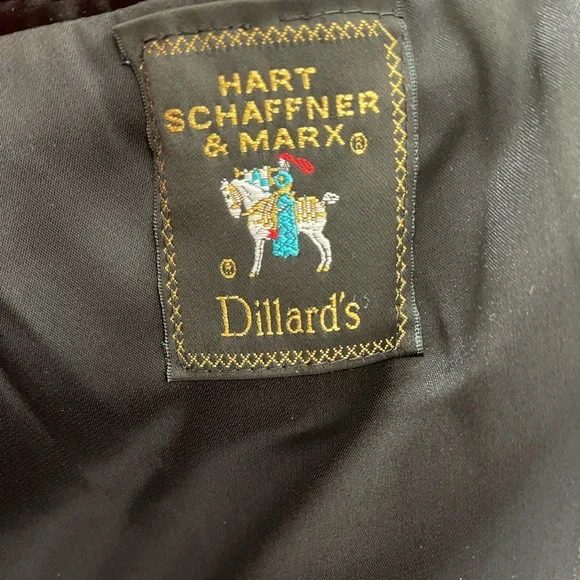 HART
SCHAFFNER
& MARX®
®
Dillard's